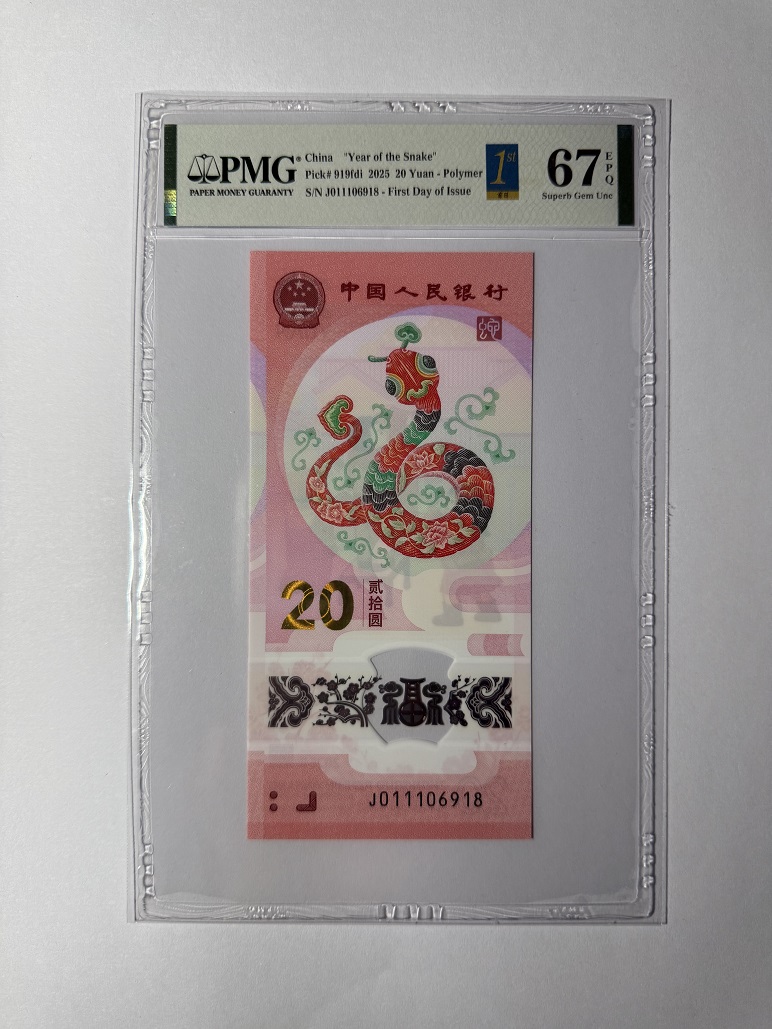 PMG
PAPER MONEY GUARANTY
China "Year of the Snake"
Pick# 919fdi 2025 20 Yuan - Polymer
S/N J011106918 - First Day of Issue
1st
67 EPQ
Superb Gem Unc
中国人民银行
20
贰拾圆
J011106918